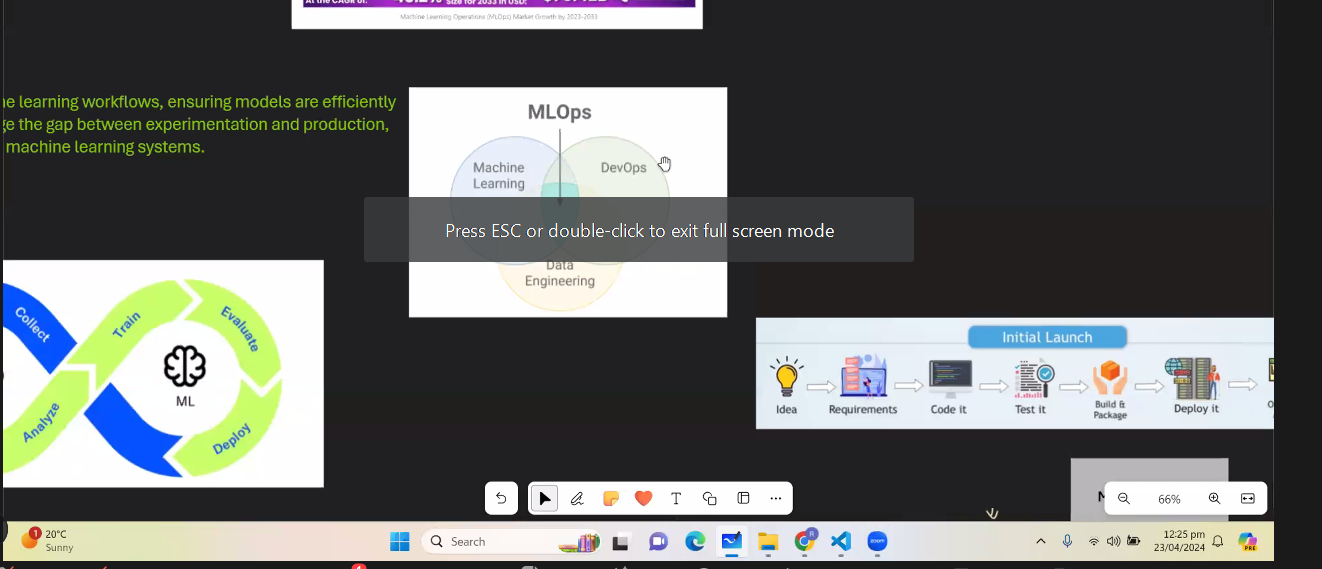 At the CAGR of:
Size for 2033 in USD:
Machine Learning Operations (MLOps) Market Growth by 2023-2033
learning workflows, ensuring models are efficiently
the gap between experimentation and production,
machine learning systems.
MLOps
Machine
Learning
DevOps
Press ESC or double-click to exit full screen mode
Data
Engineering
Collect
Train
Evaluate
ML
Analyze
Deploy
Initial Launch
Idea
Requirements
Code it
Test it
Build &
Package
Deploy it
T
66%
1
20°C
Sunny
Search
zoom
PRE
12:25 pm
23/04/2024